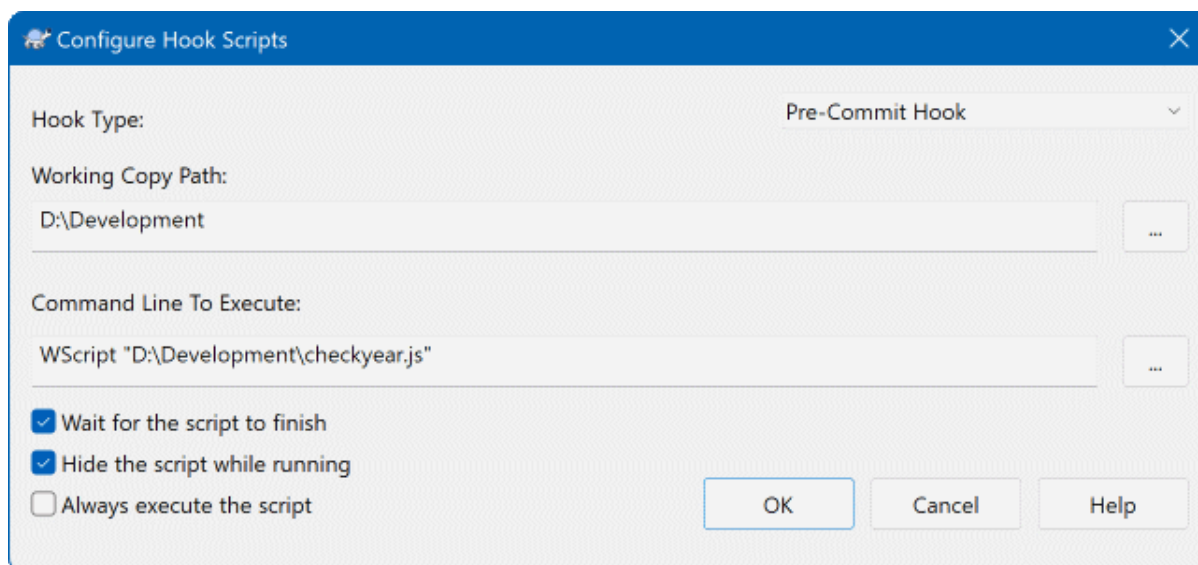 Configure Hook Scripts
Hook Type:
Pre-Commit Hook
Working Copy Path:
D:\Development
...
Command Line To Execute:
WScript "D:\Development\checkyear.js"
...
Wait for the script to finish
Hide the script while running
Always execute the script
OK
Cancel
Help